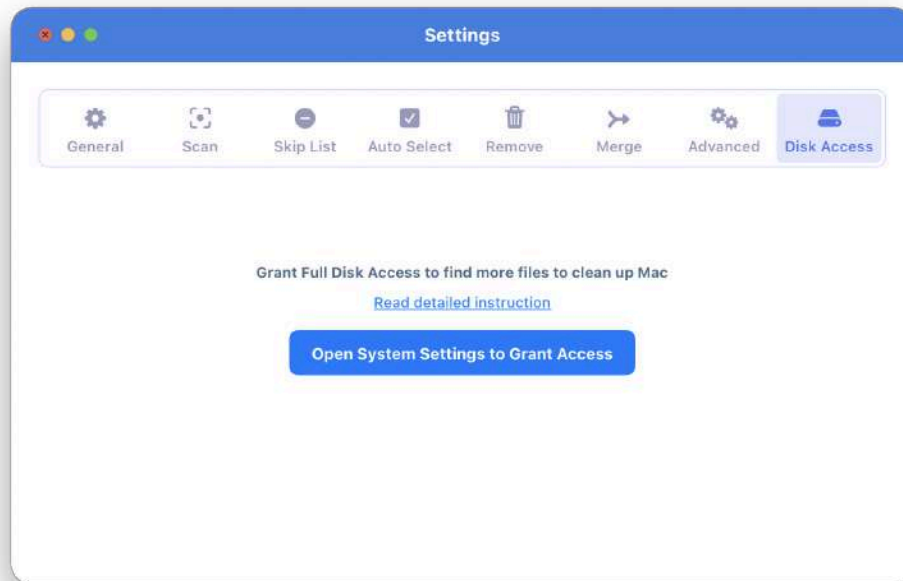 Settings
General
Scan
Skip List
Auto Select
Remove
Merge
Advanced
Disk Access
Grant Full Disk Access to find more files to clean up Mac
Read detailed instruction
Open System Settings to Grant Access